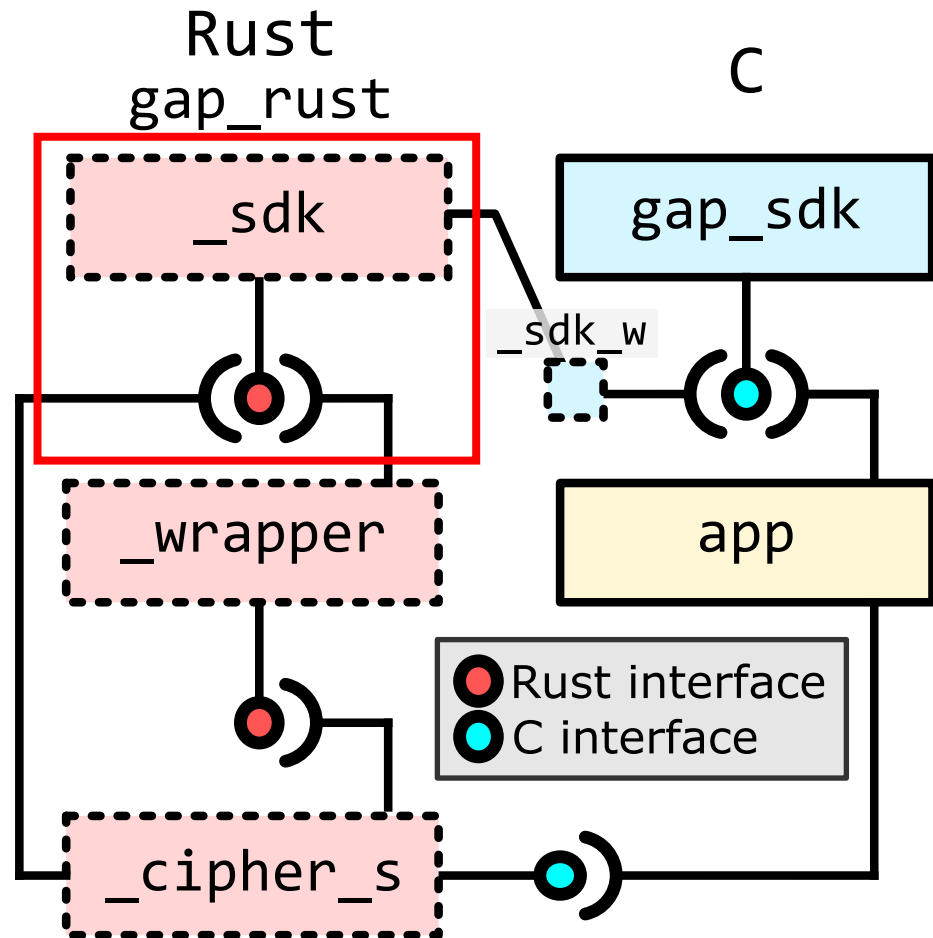 Rust
C
gap_rust
_sdk
gap_sdk
_sdk_w
_wrapper
app
Rust interface
C interface
_cipher_s